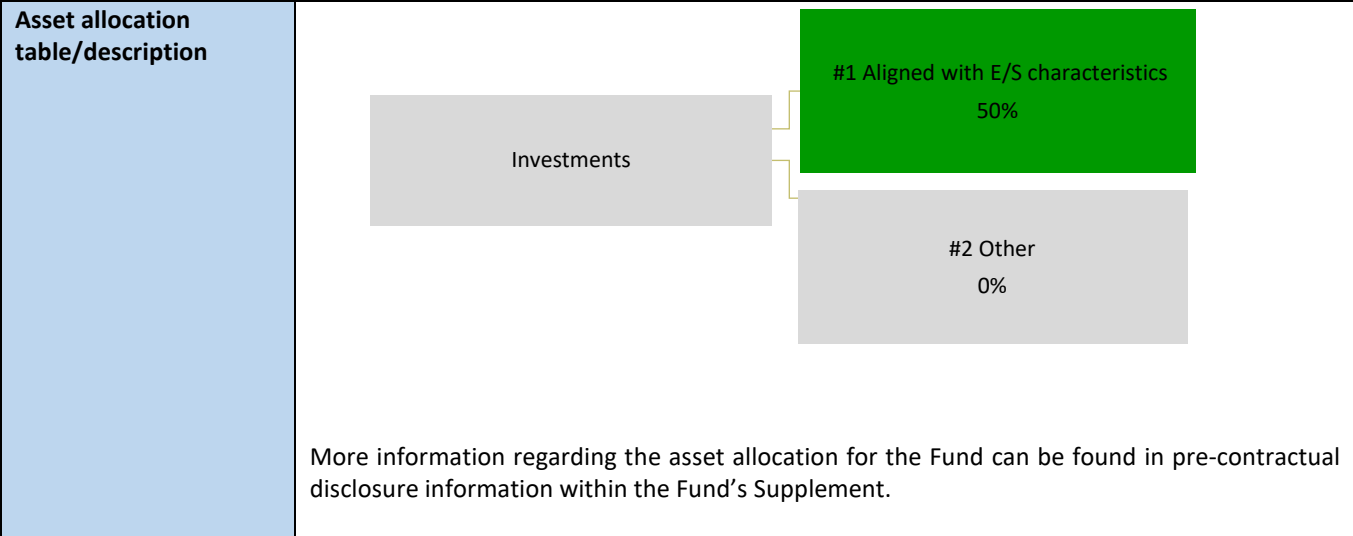 Asset allocation
table/description
#1 Aligned with E/S characteristics
50%
Investments
#2 Other
0%
More information regarding the asset allocation for the Fund can be found in pre-contractual
disclosure information within the Fund’s Supplement.